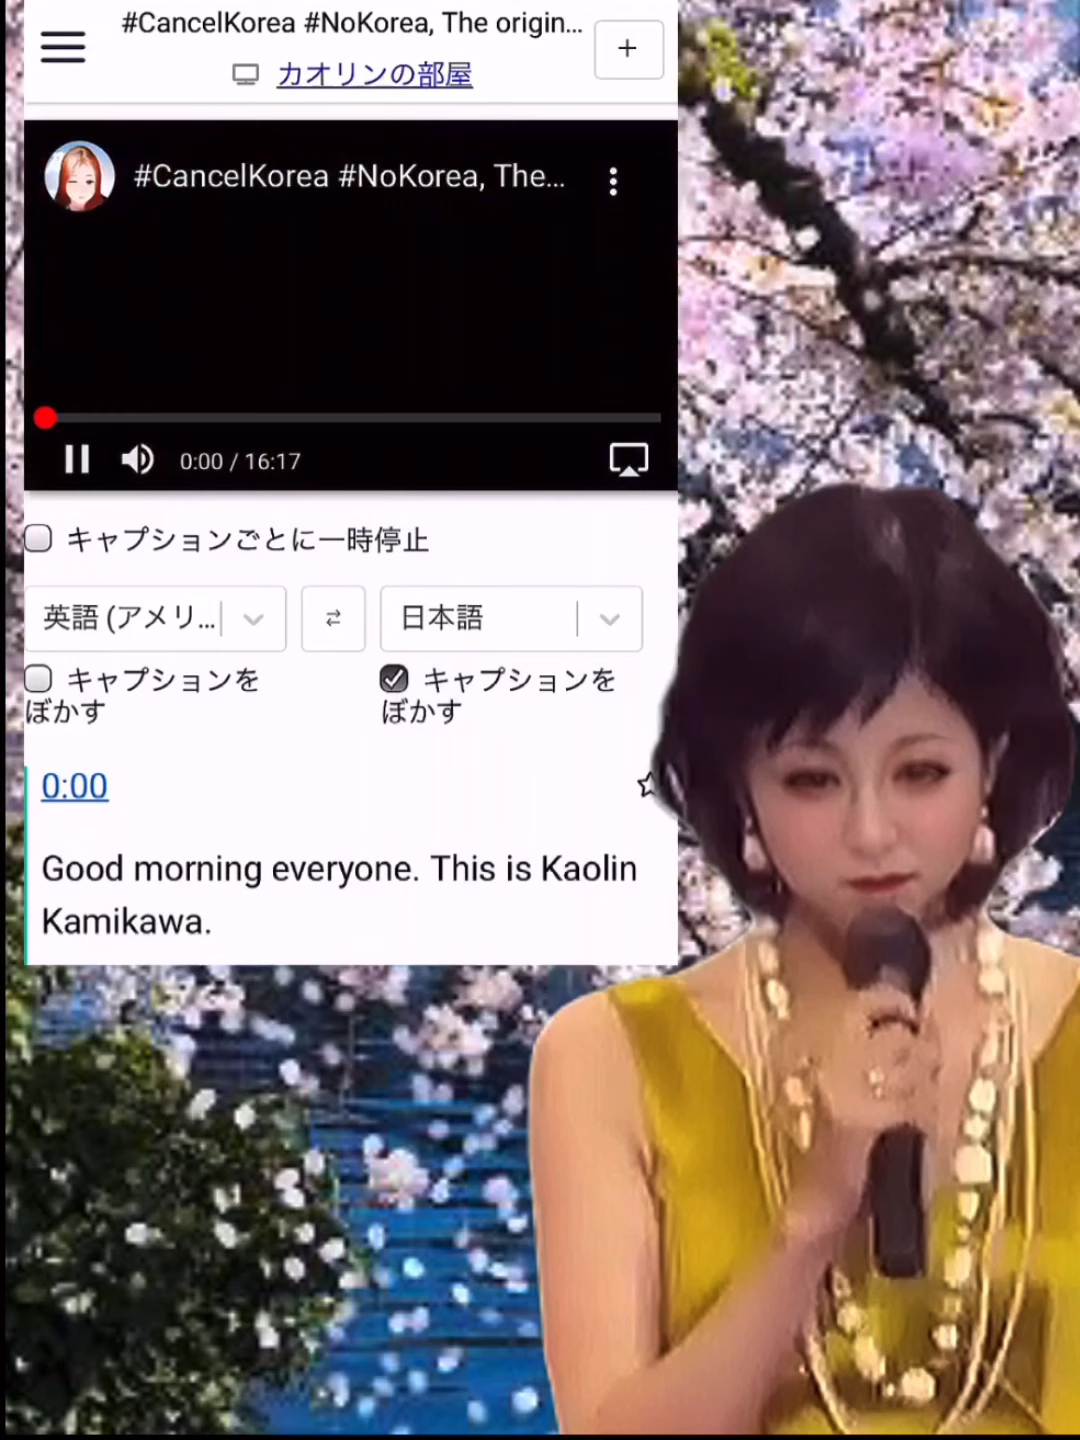 #CancelKorea #NoKorea, The origin...
カオリンの部屋
+
#CancelKorea #NoKorea, The...
0:00 / 16:17
キャプションごとに一時停止
英語 (アメリ...
⇄
日本語
キャプションを
ぼかす
キャプションを
ぼかす
0:00
Good morning everyone. This is Kaolin
Kamikawa.